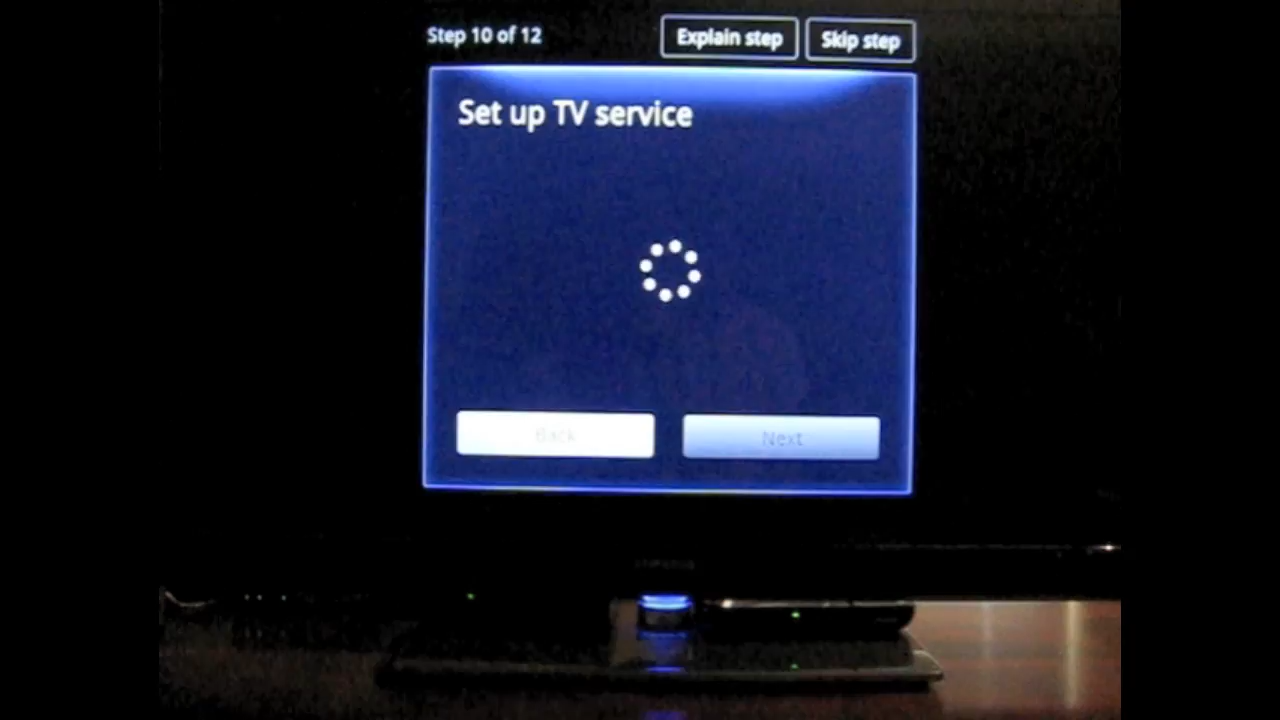 Step 10 of 12
Explain step
Skip step
Set up TV service
Back
Next